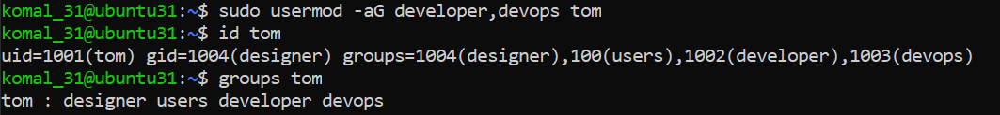 komal_31@ubuntu31:~$ sudo usermod -aG developer,devops tom
komal_31@ubuntu31:~$ id tom
uid=1001(tom) gid=1004(designer) groups=1004(designer),100(users),1002(developer),1003(devops)
komal_31@ubuntu31:~$ groups tom
tom : designer users developer devops